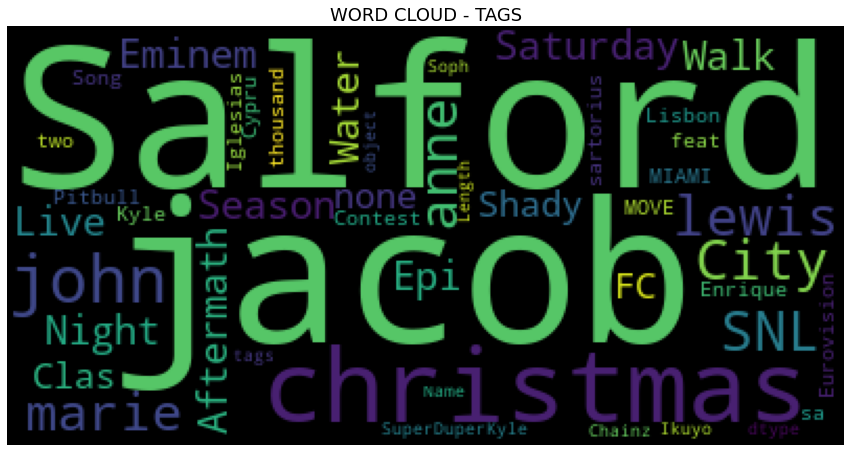 WORD CLOUD - TAGS
Salford
jacob
christmas
Eminem
Song
two
Iglesias
Cypru
thousand
Water
object
Soph
anne
Length
Saturday
Walk
sartorius
Lisbon
feat
MIAMI
Pitbull
Kyle
Live
Season
none
Contest
Shady
MOVE
lewis
john
Night
Clas
Aftermath
marie
Epi
FC
City
Enrique
SNL
Eurovision
tags
Name
SuperDuperKyle
Chainz
Ikuyo
dtype
sa